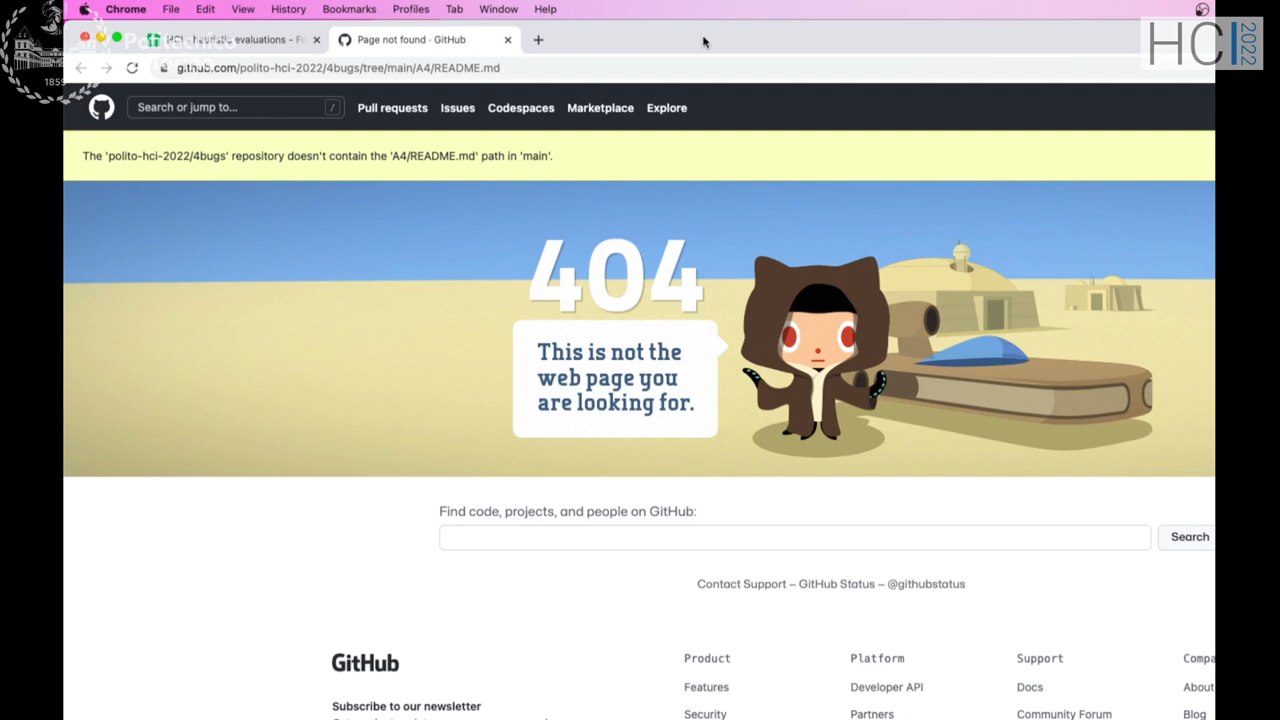 Chrome File Edit View History Bookmarks Profiles Tab Window Help
Politecnico
HCI - heuristic evaluations - Fo
Page not found · GitHub
HCI 2022
github.com/polito-hci-2022/4bugs/tree/main/A4/README.md
1859
Search or jump to... / Pull requests Issues Codespaces Marketplace Explore
The 'polito-hci-2022/4bugs' repository doesn't contain the 'A4/README.md' path in 'main'.
404
This is not the
web page you
are looking for.
Find code, projects, and people on GitHub:
Search
Contact Support — GitHub Status — @githubstatus
GitHub
Product Platform Support Compa
Subscribe to our newsletter
Features Developer API Docs About
Security Partners Community Forum Blog